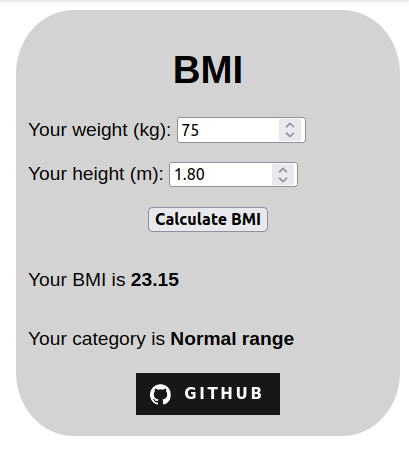 BMI
Your weight (kg): 75
Your height (m): 1.80
Calculate BMI
Your BMI is 23.15
Your category is Normal range
GITHUB